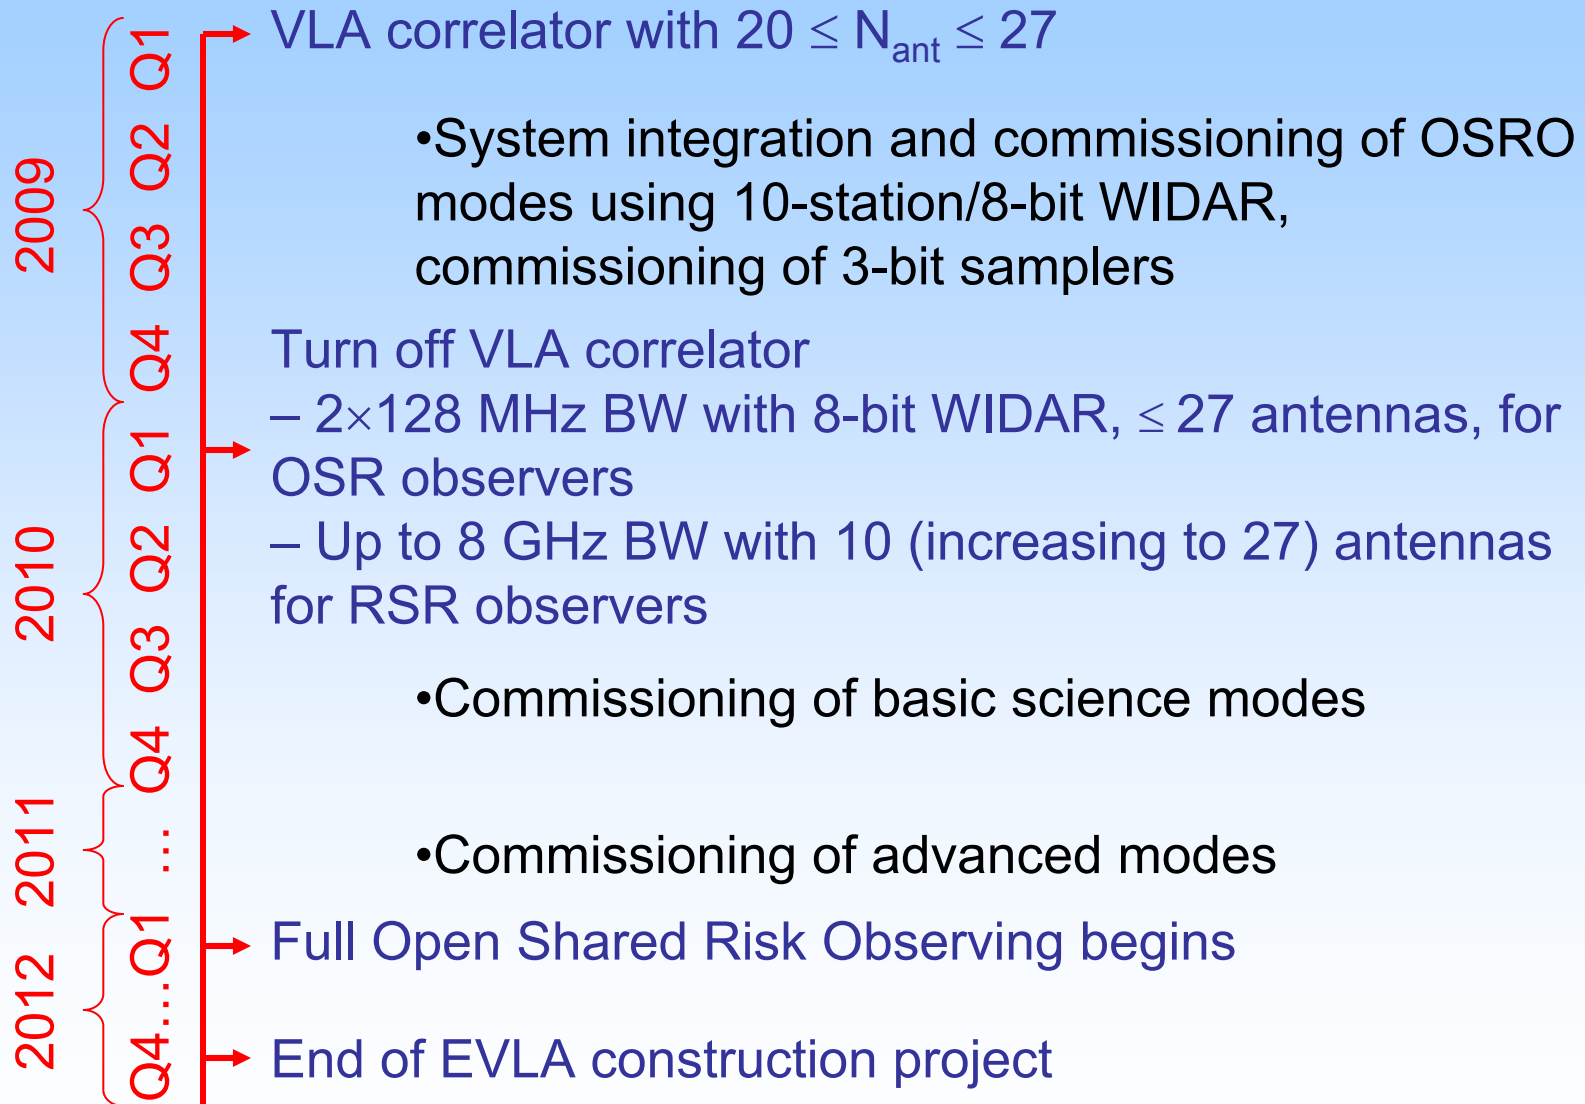 2009
Q1
Q2
Q3
Q4
2010
Q1
Q2
Q3
Q4
2011
…
2012
Q1
…
Q4
VLA correlator with 20 ≤ Nant ≤ 27
•System integration and commissioning of OSRO
modes using 10-station/8-bit WIDAR,
commissioning of 3-bit samplers
Turn off VLA correlator
– 2×128 MHz BW with 8-bit WIDAR, ≤ 27 antennas, for
OSR observers
– Up to 8 GHz BW with 10 (increasing to 27) antennas
for RSR observers
•Commissioning of basic science modes
•Commissioning of advanced modes
Full Open Shared Risk Observing begins
End of EVLA construction project